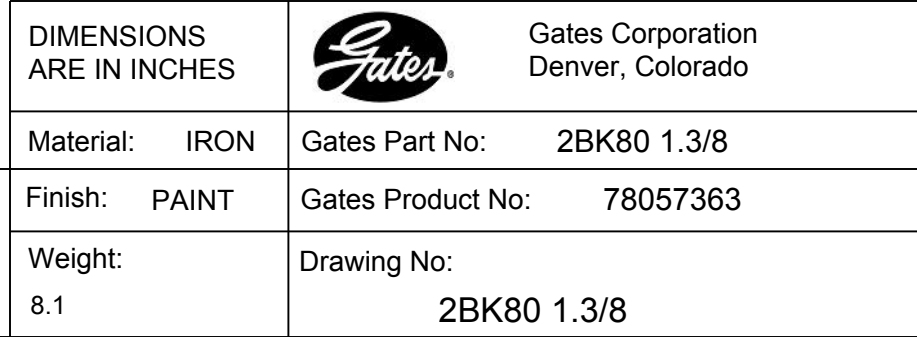 DIMENSIONS
ARE IN INCHES
Gates®
Gates Corporation
Denver, Colorado
Material: IRON
Gates Part No: 2BK80 1.3/8
Finish: PAINT
Gates Product No: 78057363
Weight:
8.1
Drawing No:
2BK80 1.3/8